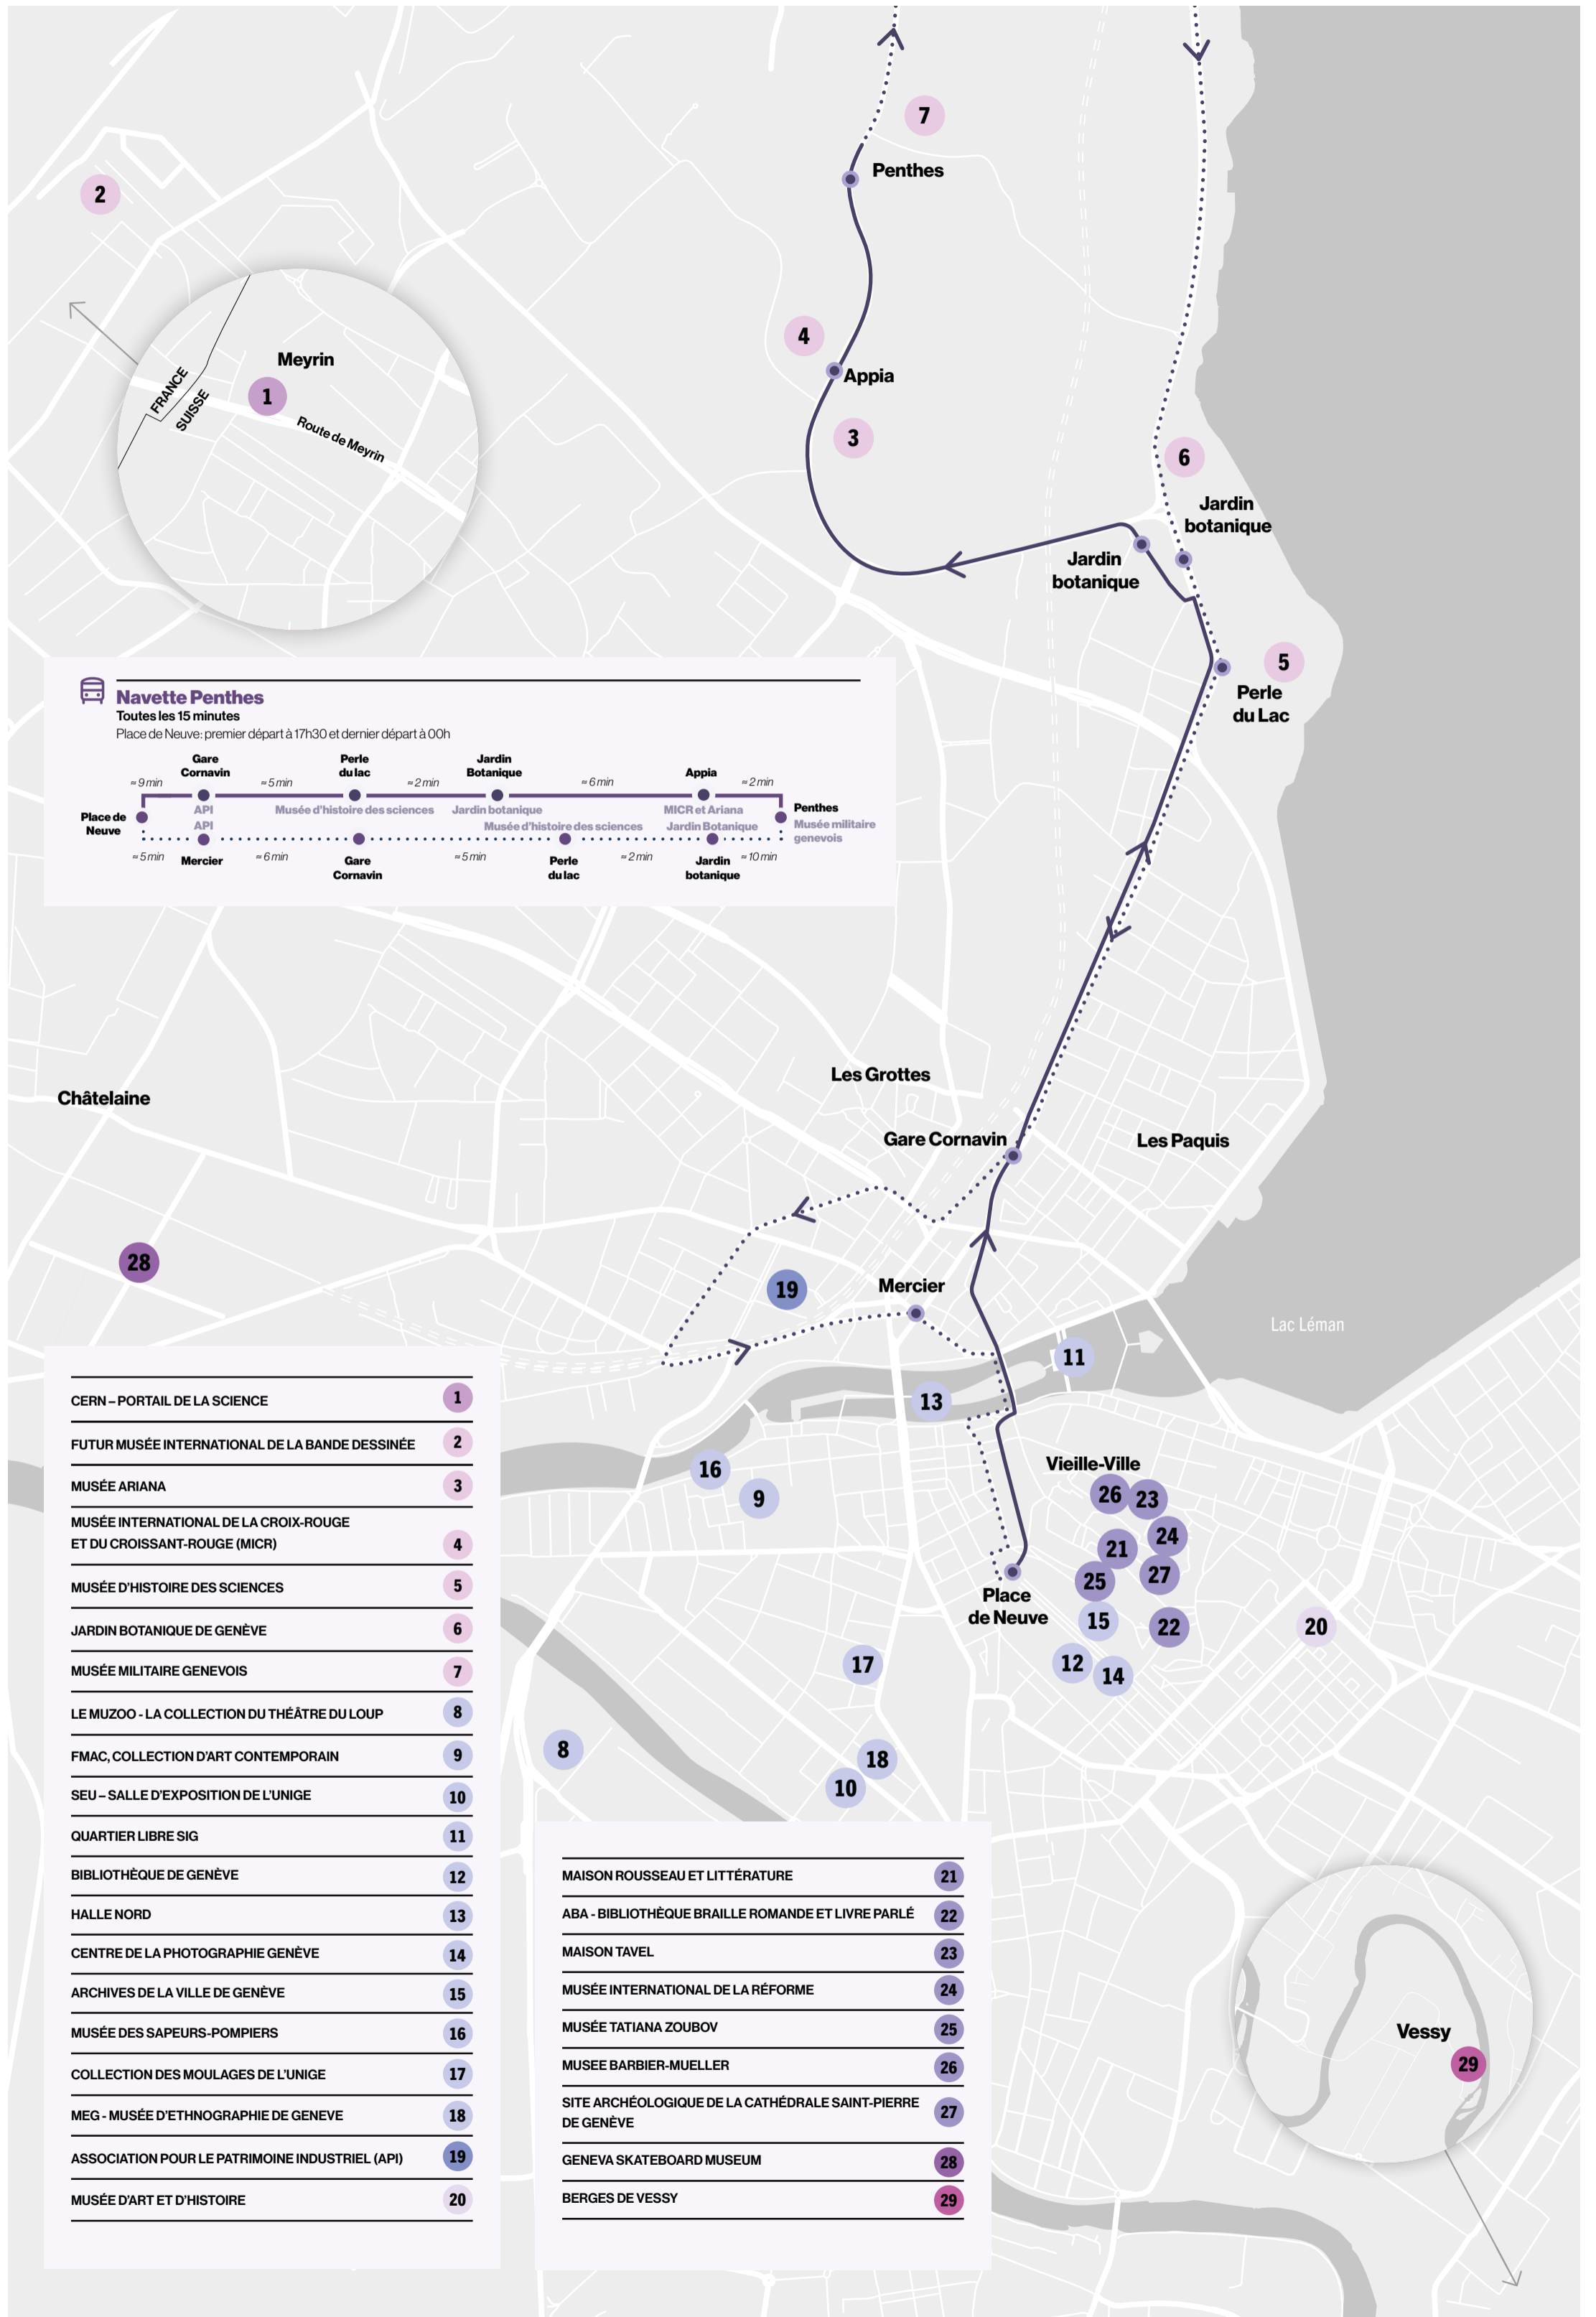 7
Penthes
2
4
Appia
3
6
Jardin
botanique
Jardin
botanique
5
Perle
du Lac
Meyrin
1
FRANCE
SUISSE
Route de Meyrin
Navette Penthes
Toutes les 15 minutes
Place de Neuve: premier départ à 17h30 et dernier départ à 00h
Gare
Cornavin
Perle
du lac
Jardin
Botanique
Appia
≈ 9 min
≈ 5 min
≈ 2 min
≈ 6 min
≈ 2 min
API
Musée d'histoire des sciences
Jardin botanique
MICR et Ariana
Place de
Neuve
Penthes
Musée militaire
genevois
API
Musée d'histoire des sciences
Jardin Botanique
≈ 5 min
Mercier
≈ 6 min
Gare
Cornavin
≈ 5 min
Perle
du lac
≈ 2 min
Jardin
botanique
≈ 10 min
Les Grottes
Châtelaine
Gare Cornavin
Les Paquis
28
19
Mercier
Lac Léman
11
13
16
9
Vieille-Ville
26
23
24
21
27
25
Place
de Neuve
15
22
20
12
14
17
8
18
10
CERN – PORTAIL DE LA SCIENCE 1
FUTUR MUSÉE INTERNATIONAL DE LA BANDE DESSINÉE 2
MUSÉE ARIANA 3
MUSÉE INTERNATIONAL DE LA CROIX-ROUGE
ET DU CROISSANT-ROUGE (MICR) 4
MUSÉE D'HISTOIRE DES SCIENCES 5
JARDIN BOTANIQUE DE GENÈVE 6
MUSÉE MILITAIRE GENEVOIS 7
LE MUZOO - LA COLLECTION DU THÉÂTRE DU LOUP 8
FMAC, COLLECTION D'ART CONTEMPORAIN 9
SEU – SALLE D'EXPOSITION DE L'UNIGE 10
QUARTIER LIBRE SIG 11
BIBLIOTHÈQUE DE GENÈVE 12
HALLE NORD 13
CENTRE DE LA PHOTOGRAPHIE GENÈVE 14
ARCHIVES DE LA VILLE DE GENÈVE 15
MUSÉE DES SAPEURS-POMPIERS 16
COLLECTION DES MOULAGES DE L'UNIGE 17
MEG - MUSÉE D'ETHNOGRAPHIE DE GENEVE 18
ASSOCIATION POUR LE PATRIMOINE INDUSTRIEL (API) 19
MUSÉE D'ART ET D'HISTOIRE 20
MAISON ROUSSEAU ET LITTÉRATURE 21
ABA - BIBLIOTHÈQUE BRAILLE ROMANDE ET LIVRE PARLÉ 22
MAISON TAVEL 23
MUSÉE INTERNATIONAL DE LA RÉFORME 24
MUSÉE TATIANA ZOUBOV 25
MUSEE BARBIER-MUELLER 26
SITE ARCHÉOLOGIQUE DE LA CATHÉDRALE SAINT-PIERRE
DE GENÈVE 27
GENEVA SKATEBOARD MUSEUM 28
BERGES DE VESSY 29
Vessy
29